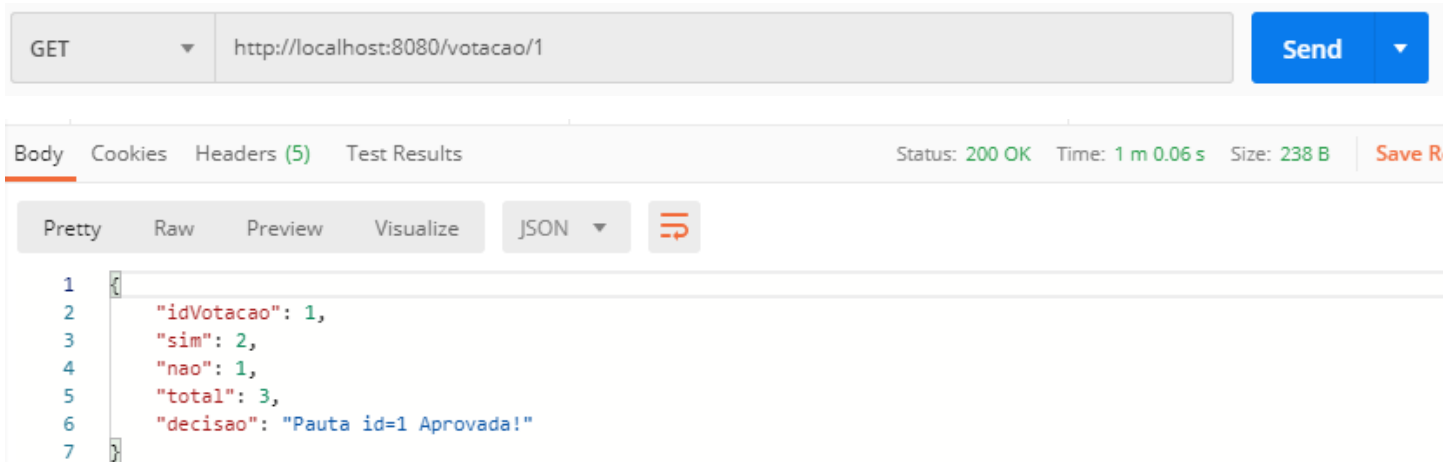 GET http://localhost:8080/votacao/1 Send
Body Cookies Headers (5) Test Results Status: 200 OK Time: 1 m 0.06 s Size: 238 B Save R
Pretty Raw Preview Visualize JSON
1 {
2 "idVotacao": 1,
3 "sim": 2,
4 "nao": 1,
5 "total": 3,
6 "decisao": "Pauta id=1 Aprovada!"
7 }